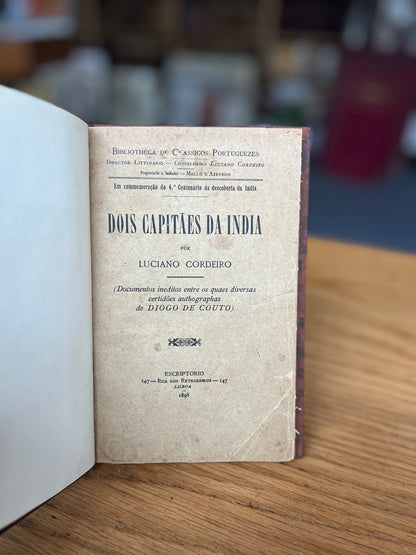 BIBLIOTHECA DE CLASSICOS PORTUGUEZES
DIRECTOR LITTERARIO — CONSELHEIRO LUCIANO CORDEIRO
Proprietario e fundador — MELLO D'AZEVEDO
Em commemoração do 4.º Centenario da descoberta da India
DOIS CAPITÃES DA INDIA
POR
LUCIANO CORDEIRO
(Documentos ineditos entre os quaes diversas
certidões authographas
de DIOGO DE COUTO)
ESCRIPTORIO
147 — RUA DOS RETROZEIROS — 147
LISBOA
1898